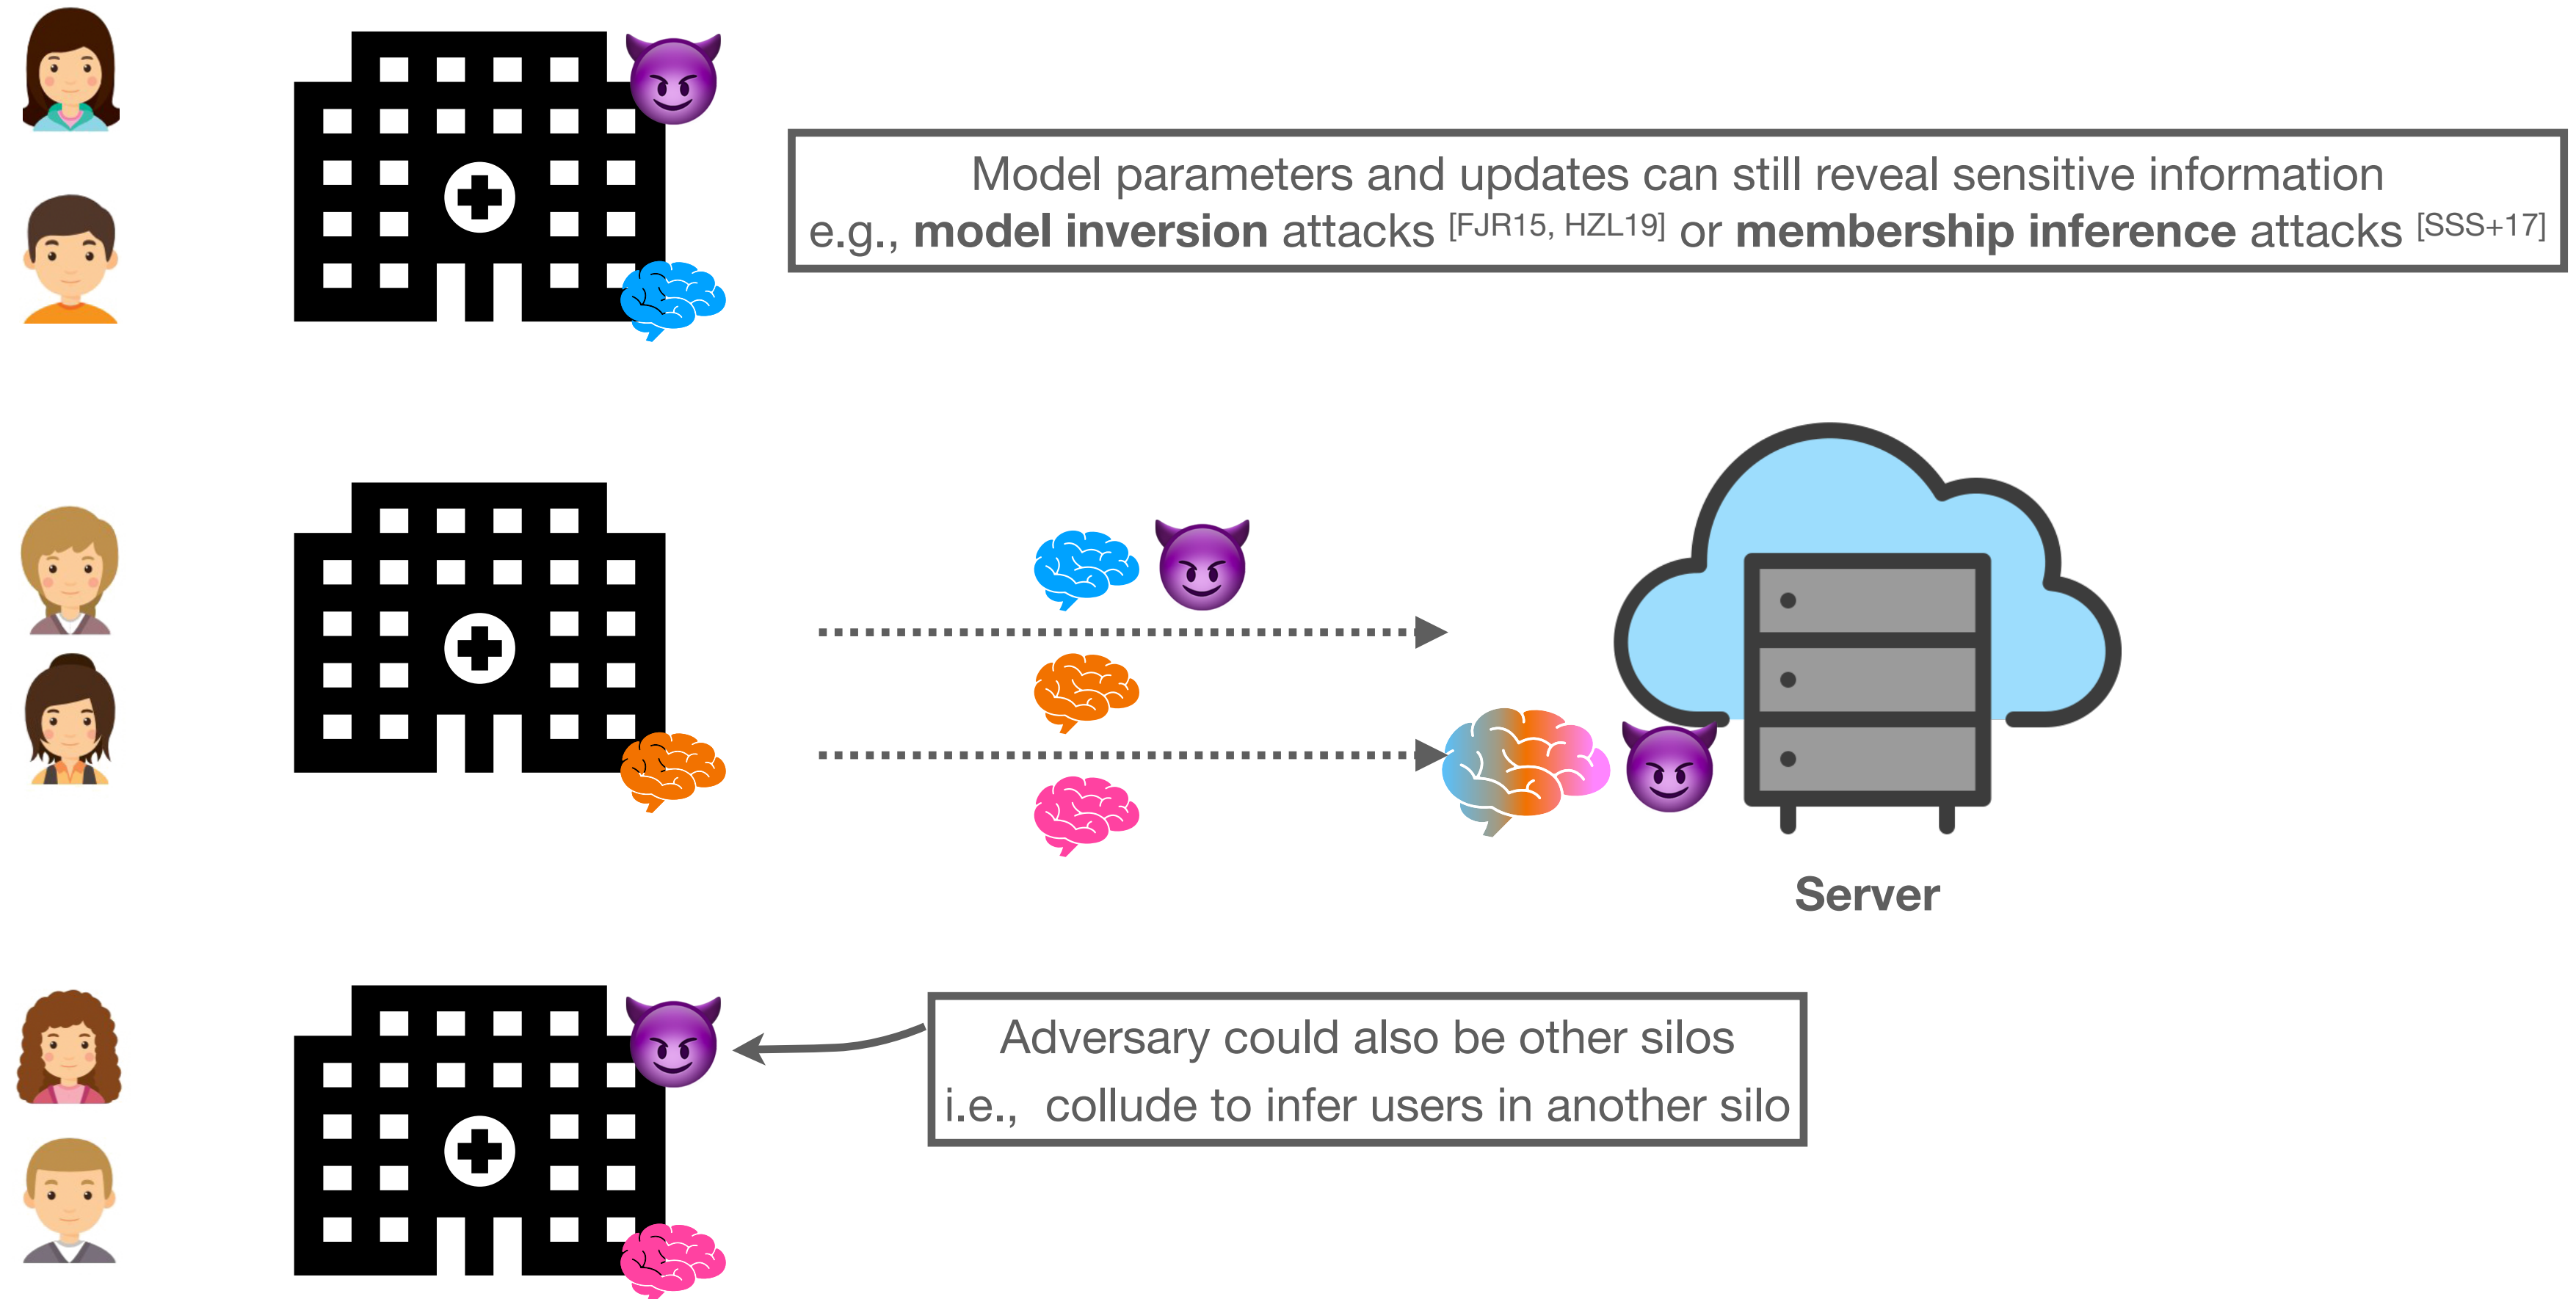 Model parameters and updates can still reveal sensitive information
e.g., model inversion attacks [FJR15, HZL19] or membership inference attacks [SSS+17]
Server
Adversary could also be other silos
i.e., collude to infer users in another silo